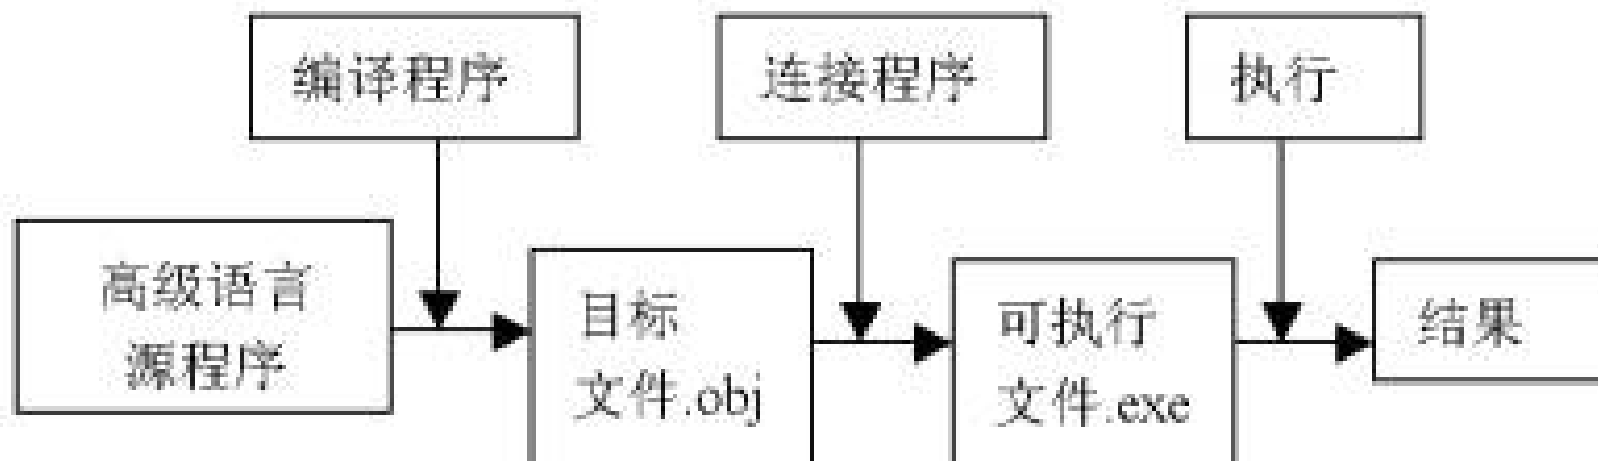 编译程序
连接程序
执行
高级语言
源程序
目标
文件.obj
可执行
文件.exe
结果